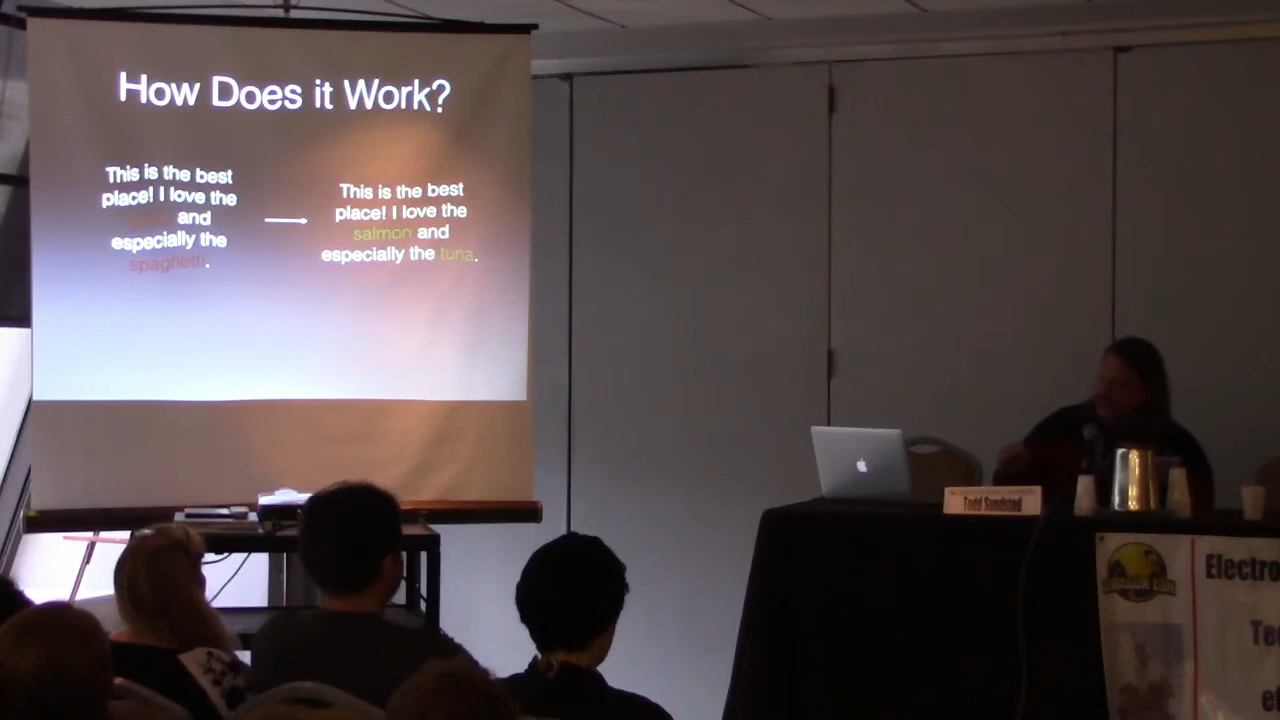 How Does it Work?
This is the best
place! I love the
and
especially the
spaghetti.
This is the best
place! I love the
salmon and
especially the tuna.
Todd Sundsted
Electro